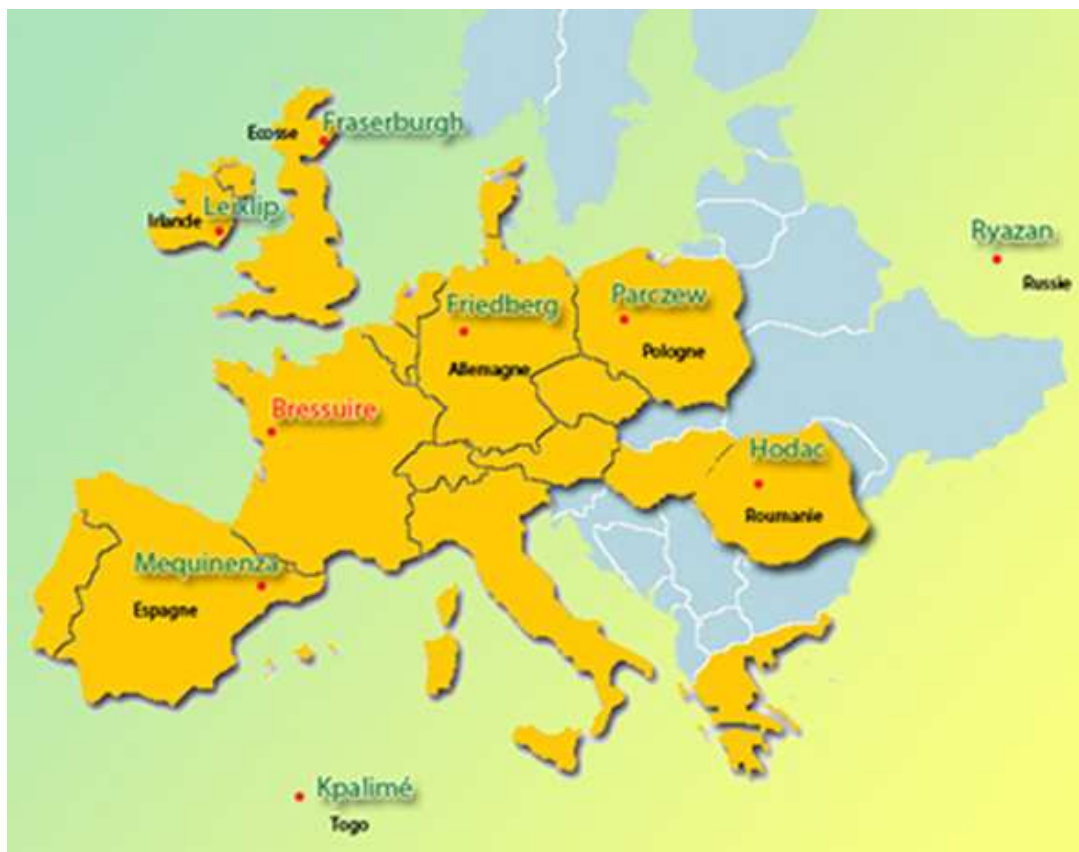 Fraserburgh
Ecosse
Leixlip
Irlande
Ryazan
Russie
Friedberg
Allemagne
Parczew
Pologne
Bressuire
Hodac
Roumanie
Mequinenza
Espagne
Kpalimé
Togo